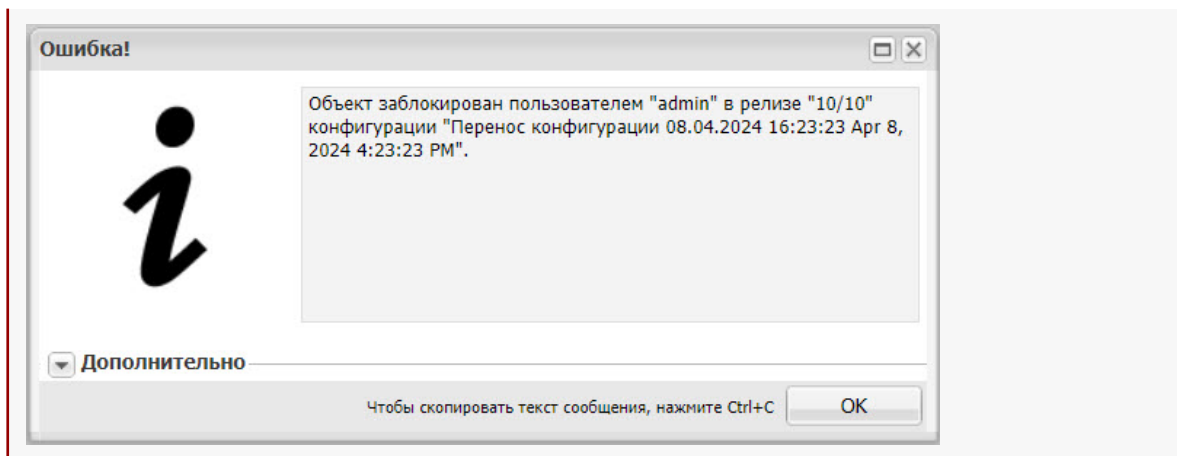 Ошибка!
Объект заблокирован пользователем "admin" в релизе "10/10"
конфигурации "Перенос конфигурации 08.04.2024 16:23:23 Apr 8,
2024 4:23:23 PM".
Дополнительно
Чтобы скопировать текст сообщения, нажмите Ctrl+C
OK